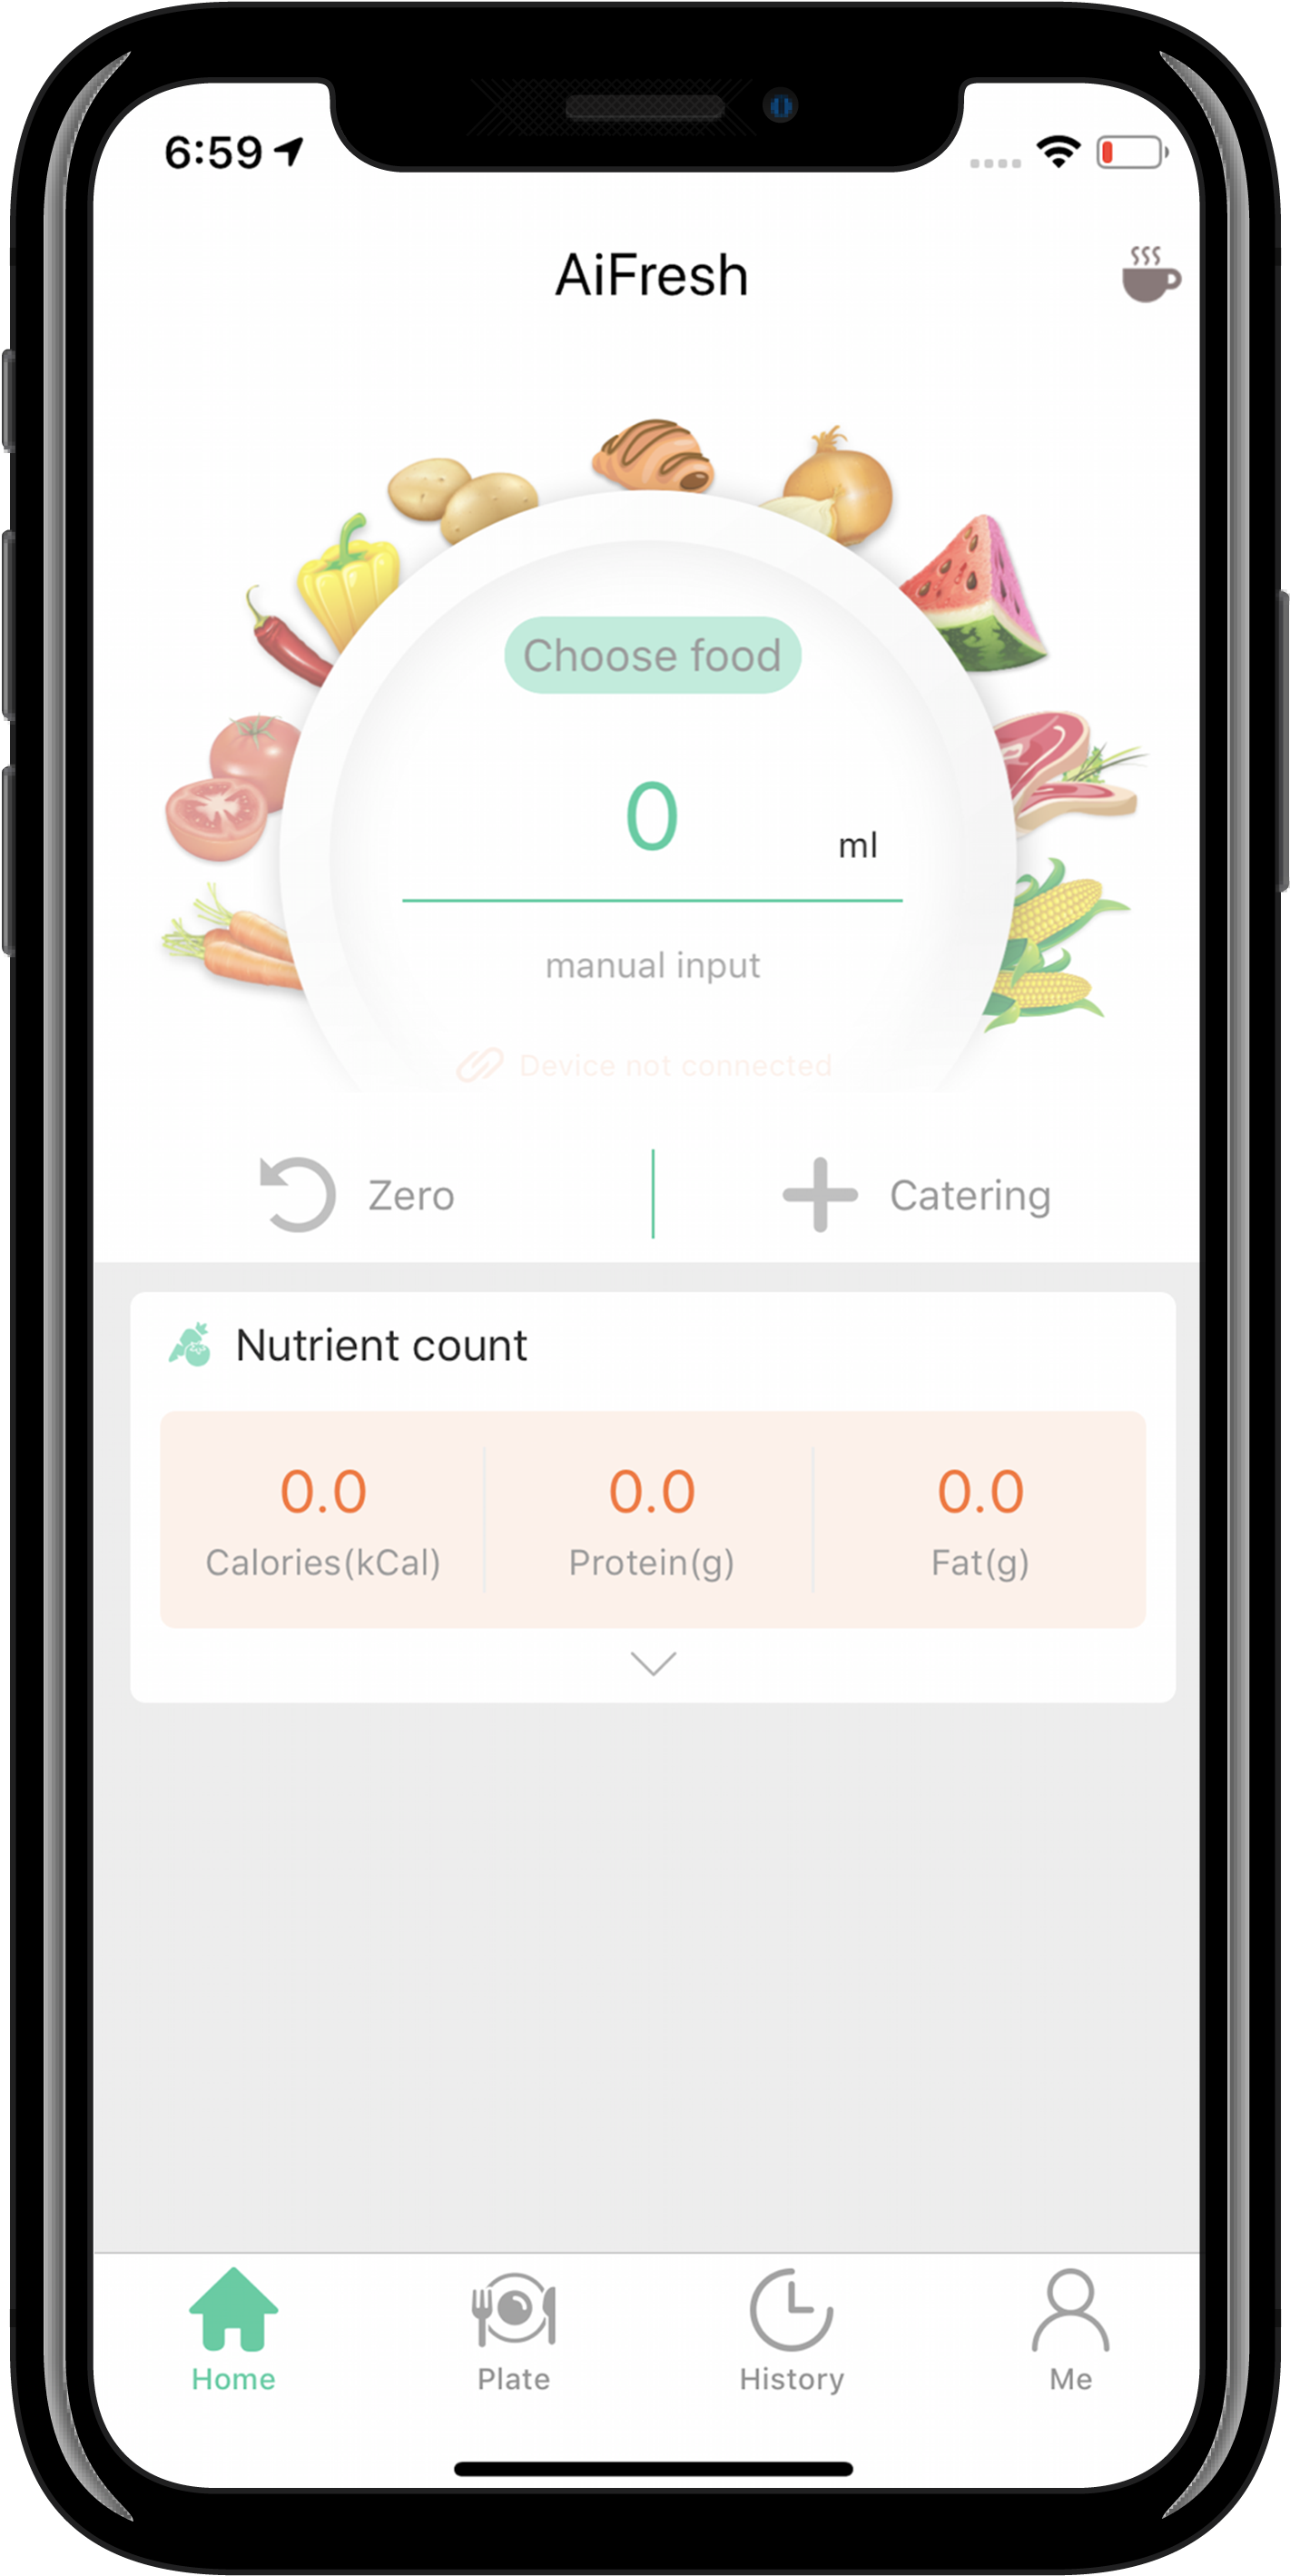 6:59
AiFresh
Choose food
0 ml
manual input
Device not connected
Zero
Catering
Nutrient count
0.0 0.0 0.0
Calories(kCal) Protein(g) Fat(g)
Home Plate History Me